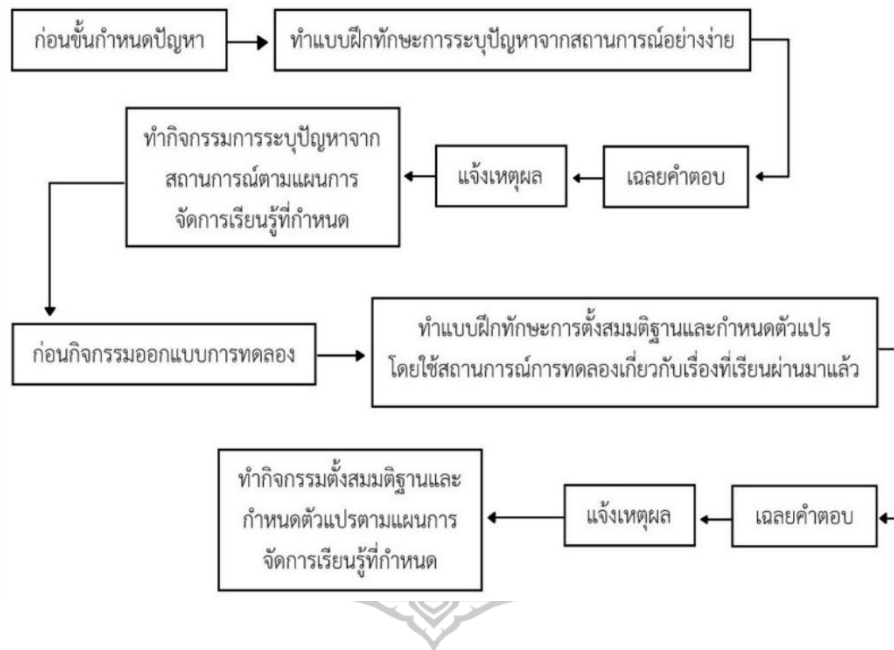 ก่อนขั้นกำหนดปัญหา
ทำแบบฝึกทักษะการระบุปัญหาจากสถานการณ์อย่างง่าย
เฉลยคำตอบ
แจ้งเหตุผล
ทำกิจกรรมการระบุปัญหาจาก
สถานการณ์ตามแผนการ
จัดการเรียนรู้ที่กำหนด
ก่อนกิจกรรมออกแบบการทดลอง
ทำแบบฝึกทักษะการตั้งสมมติฐานและกำหนดตัวแปร
โดยใช้สถานการณ์การทดลองเกี่ยวกับเรื่องที่เรียนผ่านมาแล้ว
เฉลยคำตอบ
แจ้งเหตุผล
ทำกิจกรรมตั้งสมมติฐานและ
กำหนดตัวแปรตามแผนการ
จัดการเรียนรู้ที่กำหนด